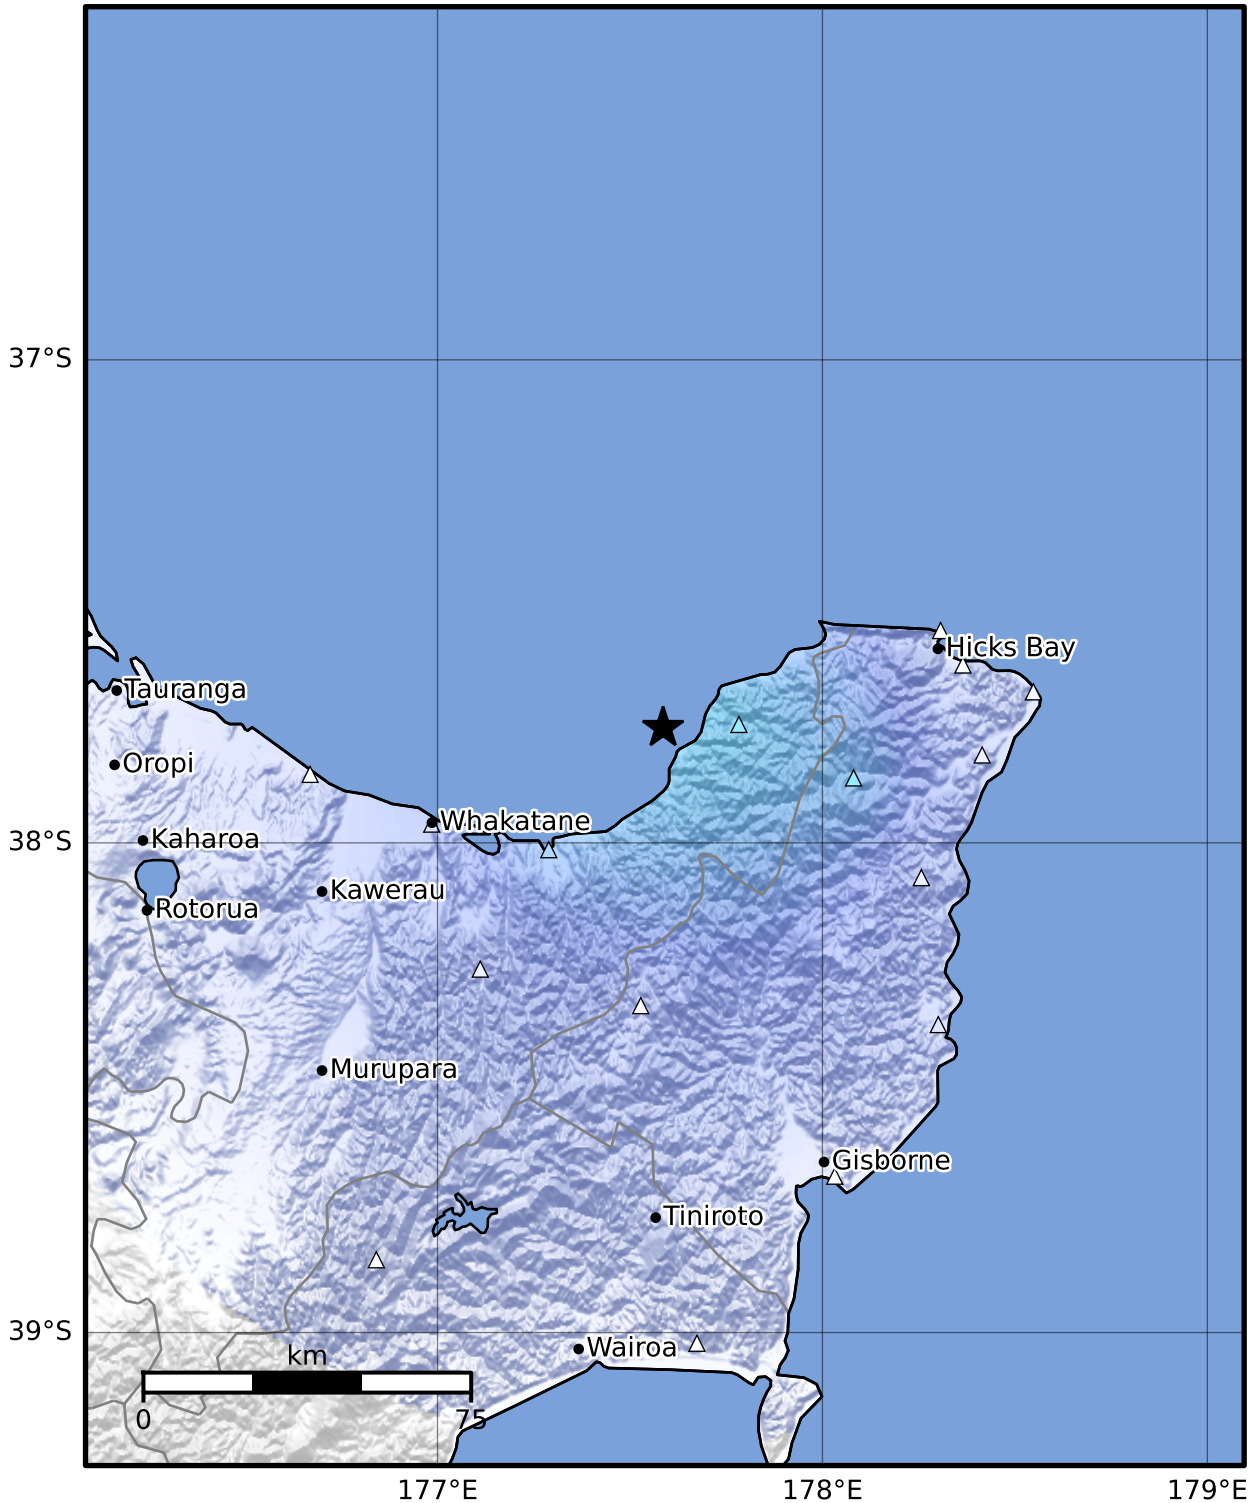 37°S
Hicks Bay
Tauranga
Oropi
Whakatane
Kaharoa
38°S
Kawerau
Rotorua
Murupara
Gisborne
Tiniroto
39°S
Wairoa
km
0
75
177°E
178°E
179°E